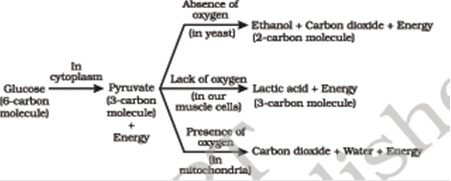 Absence of
oxygen
(in yeast)
Ethanol + Carbon dioxide + Energy
(2-carbon molecule)
In
cytoplasm
Glucose
(6-carbon
molecule)
Pyruvate
(3-carbon
molecule)
+
Energy
Lack of oxygen
(in our
muscle cells)
Lactic acid + Energy
(3-carbon molecule)
Presence of
oxygen
(in
mitochondria)
Carbon dioxide + Water + Energy